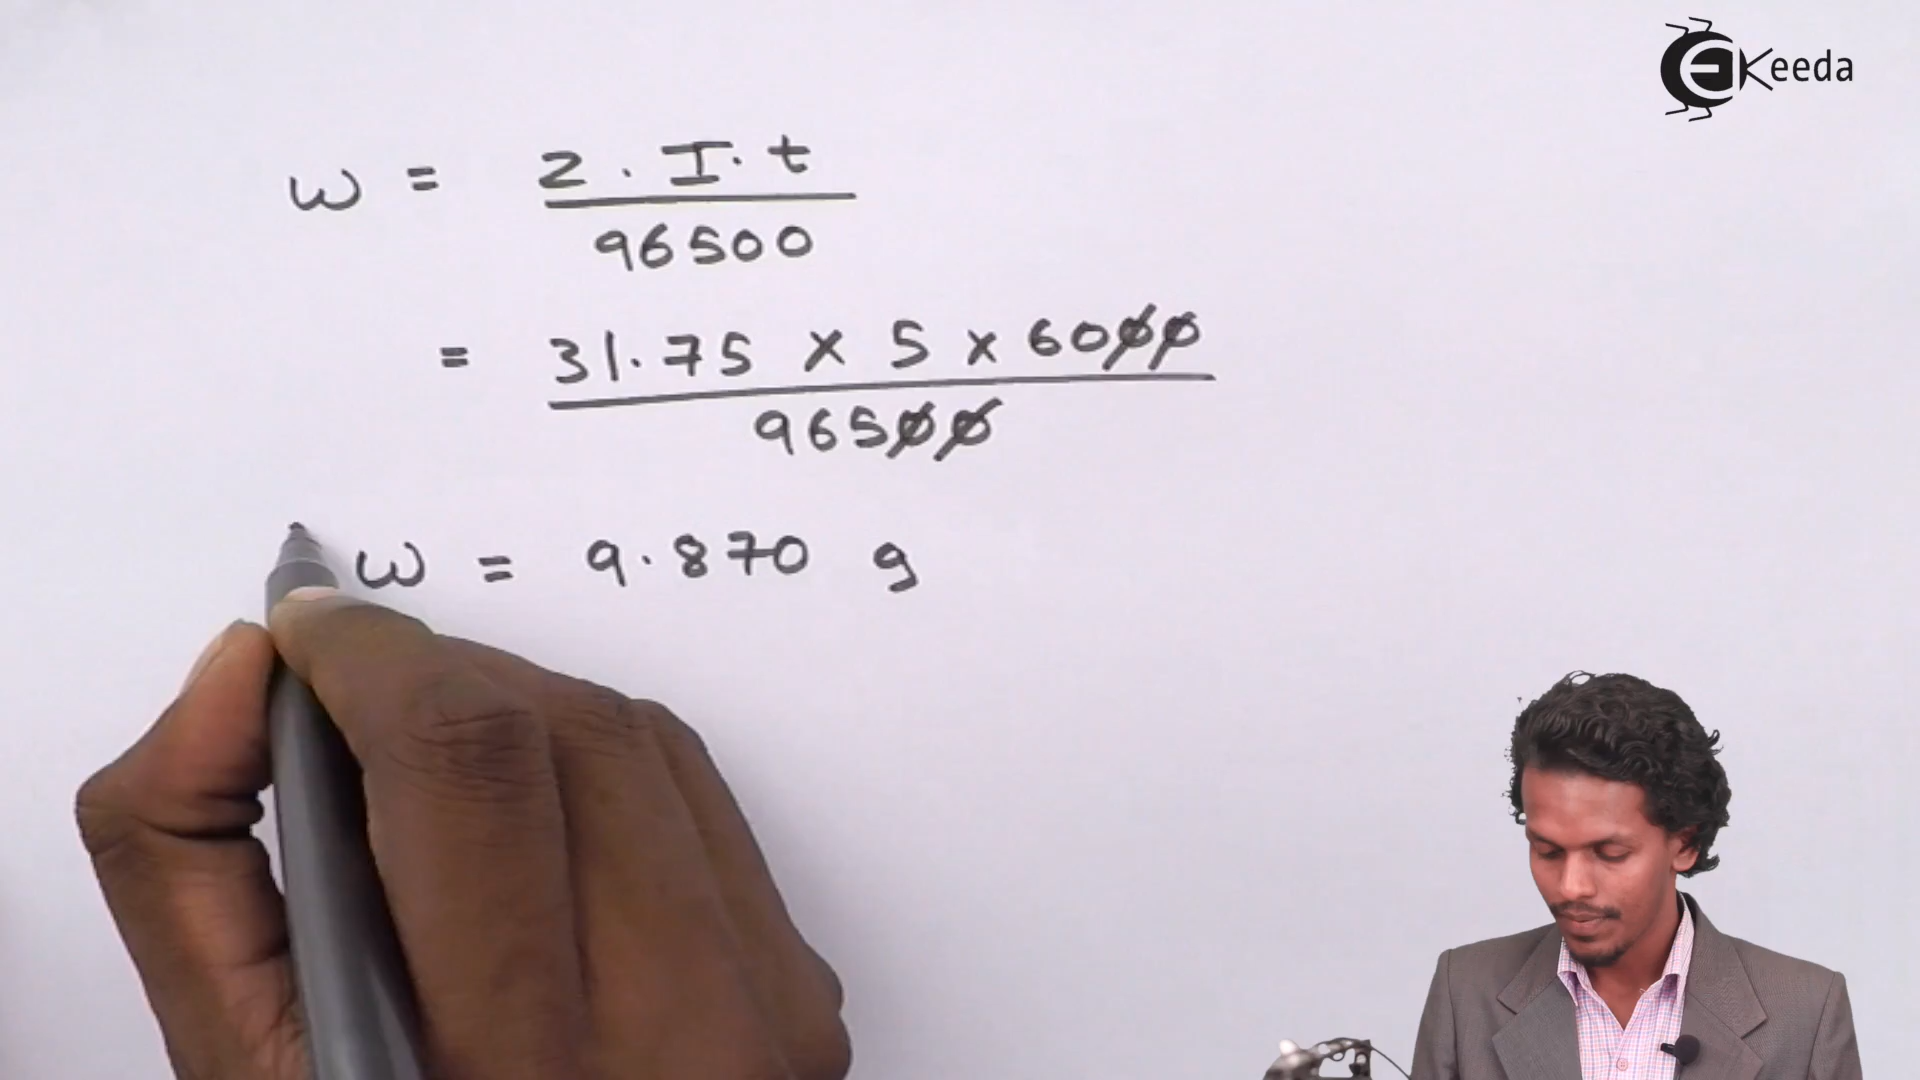 EKeeda
W = Z . I . t
96500
= 31.75 x 5 x 6000
96500
W = 9.870 g